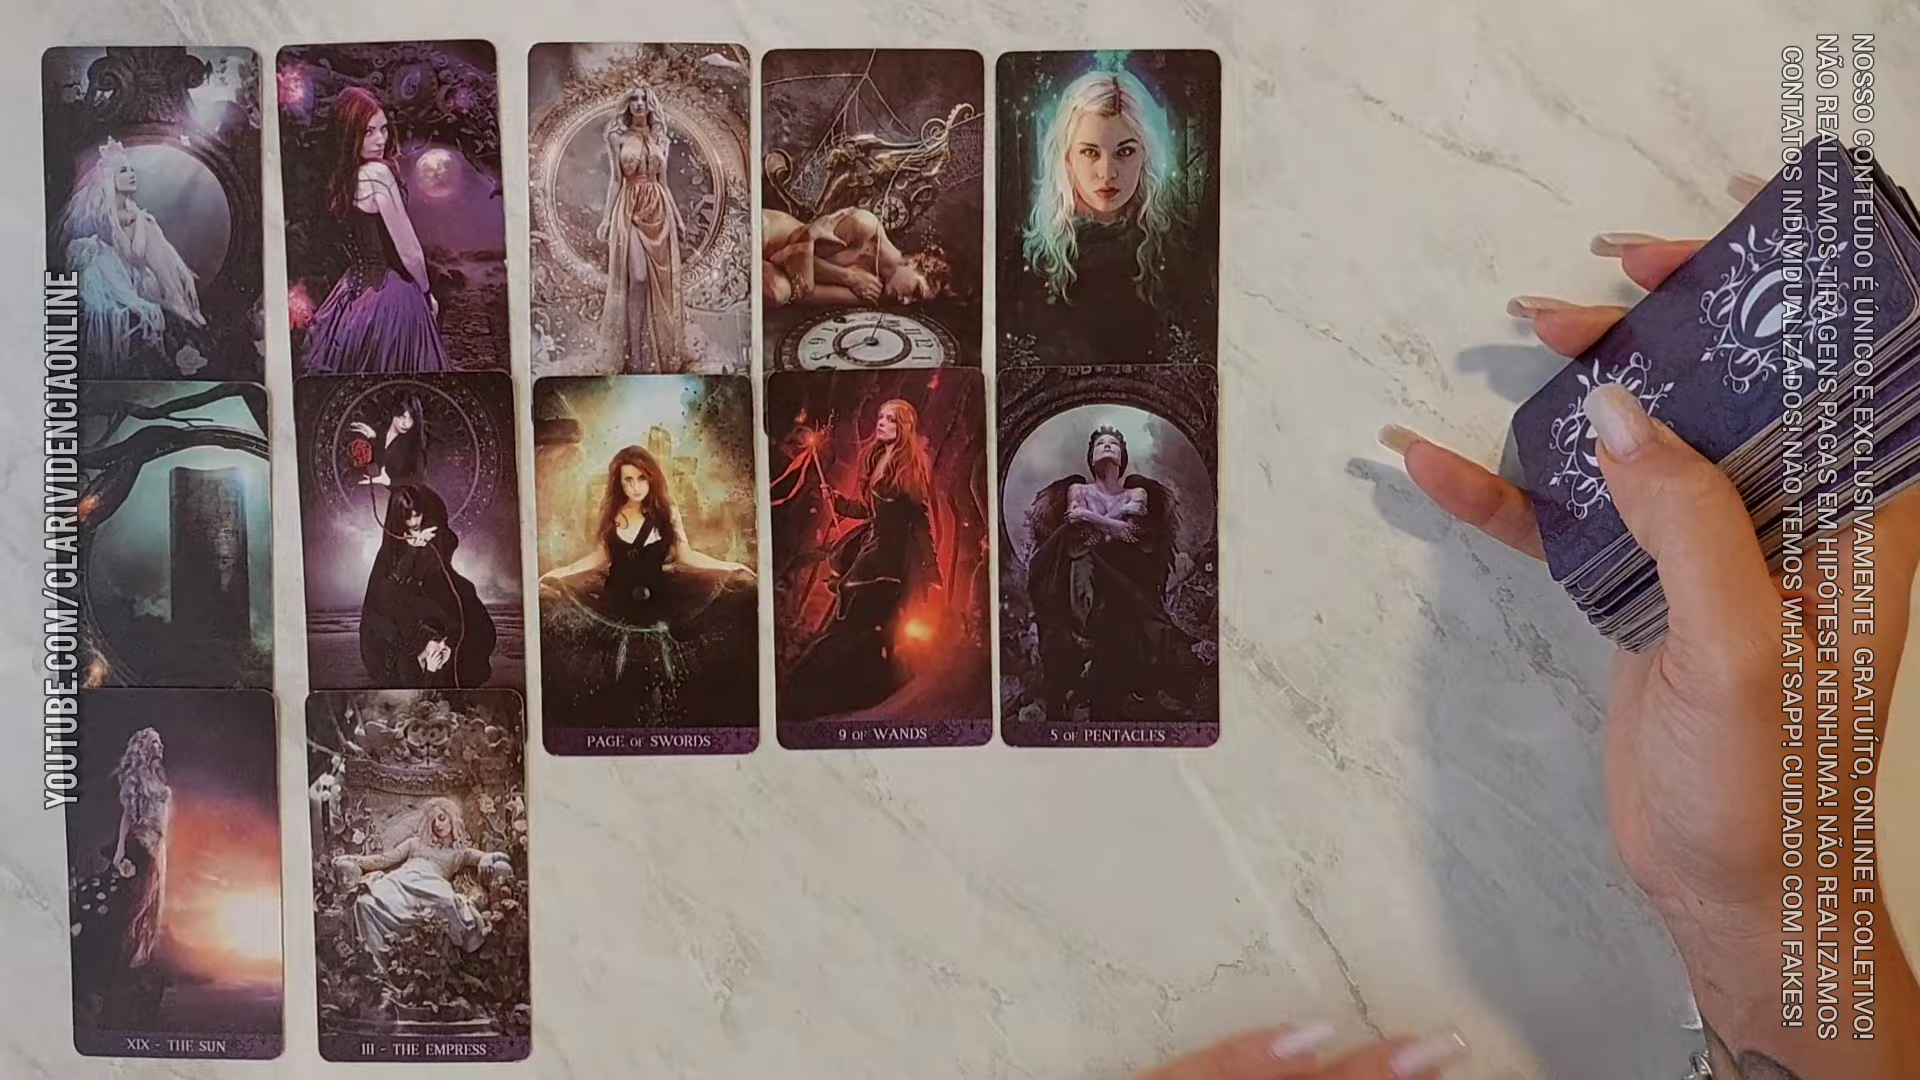 YOUTUBE.COM/CLARIVIDENCIAONLINE
PAGE OF SWORDS
9 OF WANDS
5 OF PENTACLES
XIX - THE SUN
III - THE EMPRESS
NOSSO CONTEÚDO É ÚNICO E EXCLUSIVAMENTE GRATUÍTO, ONLINE E COLETIVO!
NÃO REALIZAMOS TIRAGENS PAGAS EM HIPÓTESE NENHUMA! NÃO REALIZAMOS
CONTATOS INDIVIDUALIZADOS! NÃO TEMOS WHATSAPP! CUIDADO COM FAKES!